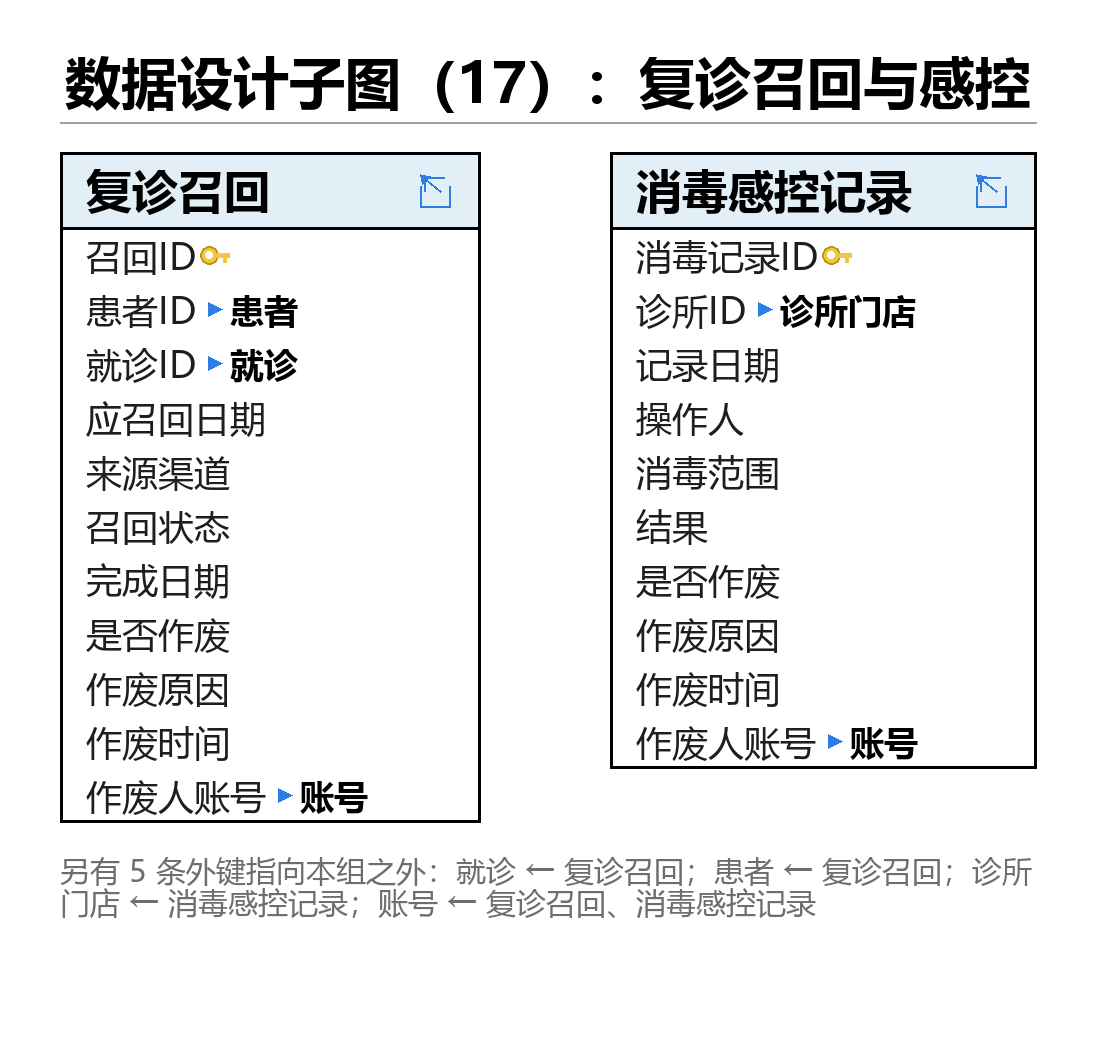 数据设计子图（17）：复诊召回与感控
复诊召回
召回ID
患者ID 患者
就诊ID 就诊
应召回日期
来源渠道
召回状态
完成日期
是否作废
作废原因
作废时间
作废人账号 账号
消毒感控记录
消毒记录ID
诊所ID 诊所门店
记录日期
操作人
消毒范围
结果
是否作废
作废原因
作废时间
作废人账号 账号
另有 5 条外键指向本组之外：就诊 ← 复诊召回；患者 ← 复诊召回；诊所
门店 ← 消毒感控记录；账号 ← 复诊召回、消毒感控记录